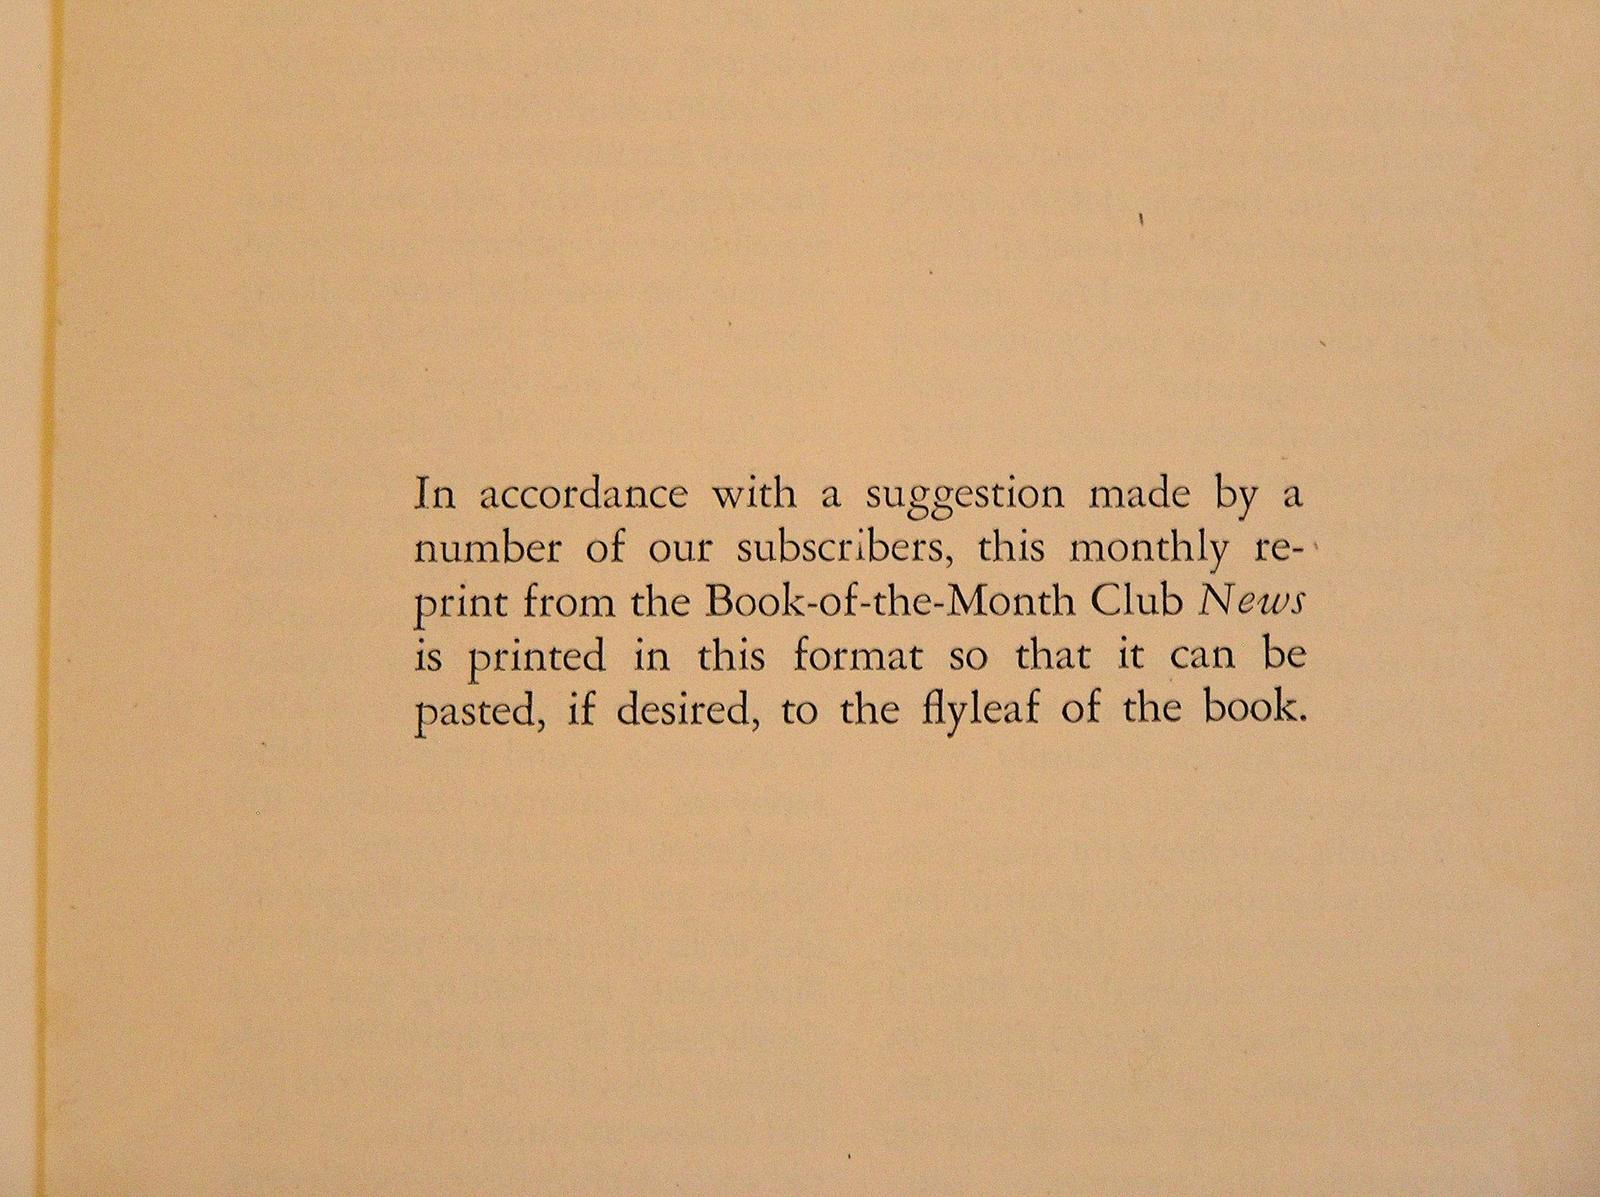 In accordance with a suggestion made by a
number of our subscribers, this monthly re-
print from the Book-of-the-Month Club News
is printed in this format so that it can be
pasted, if desired, to the flyleaf of the book.